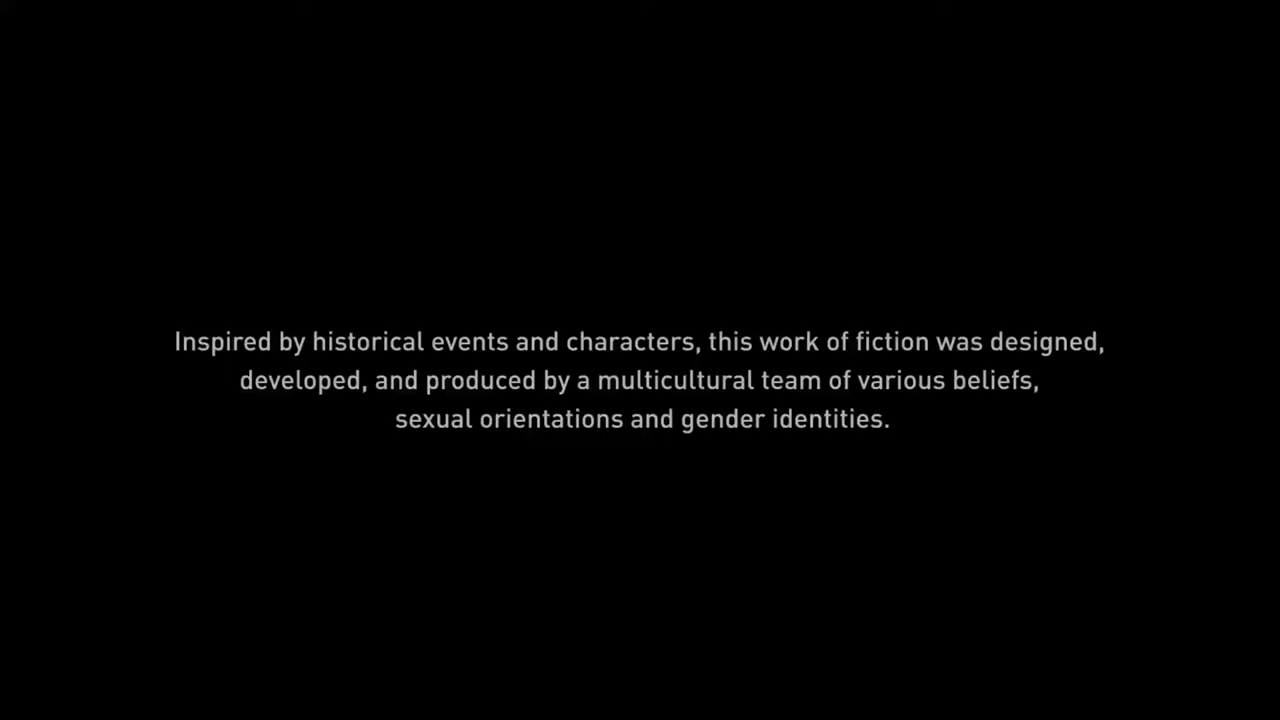 Inspired by historical events and characters, this work of fiction was designed,
developed, and produced by a multicultural team of various beliefs,
sexual orientations and gender identities.